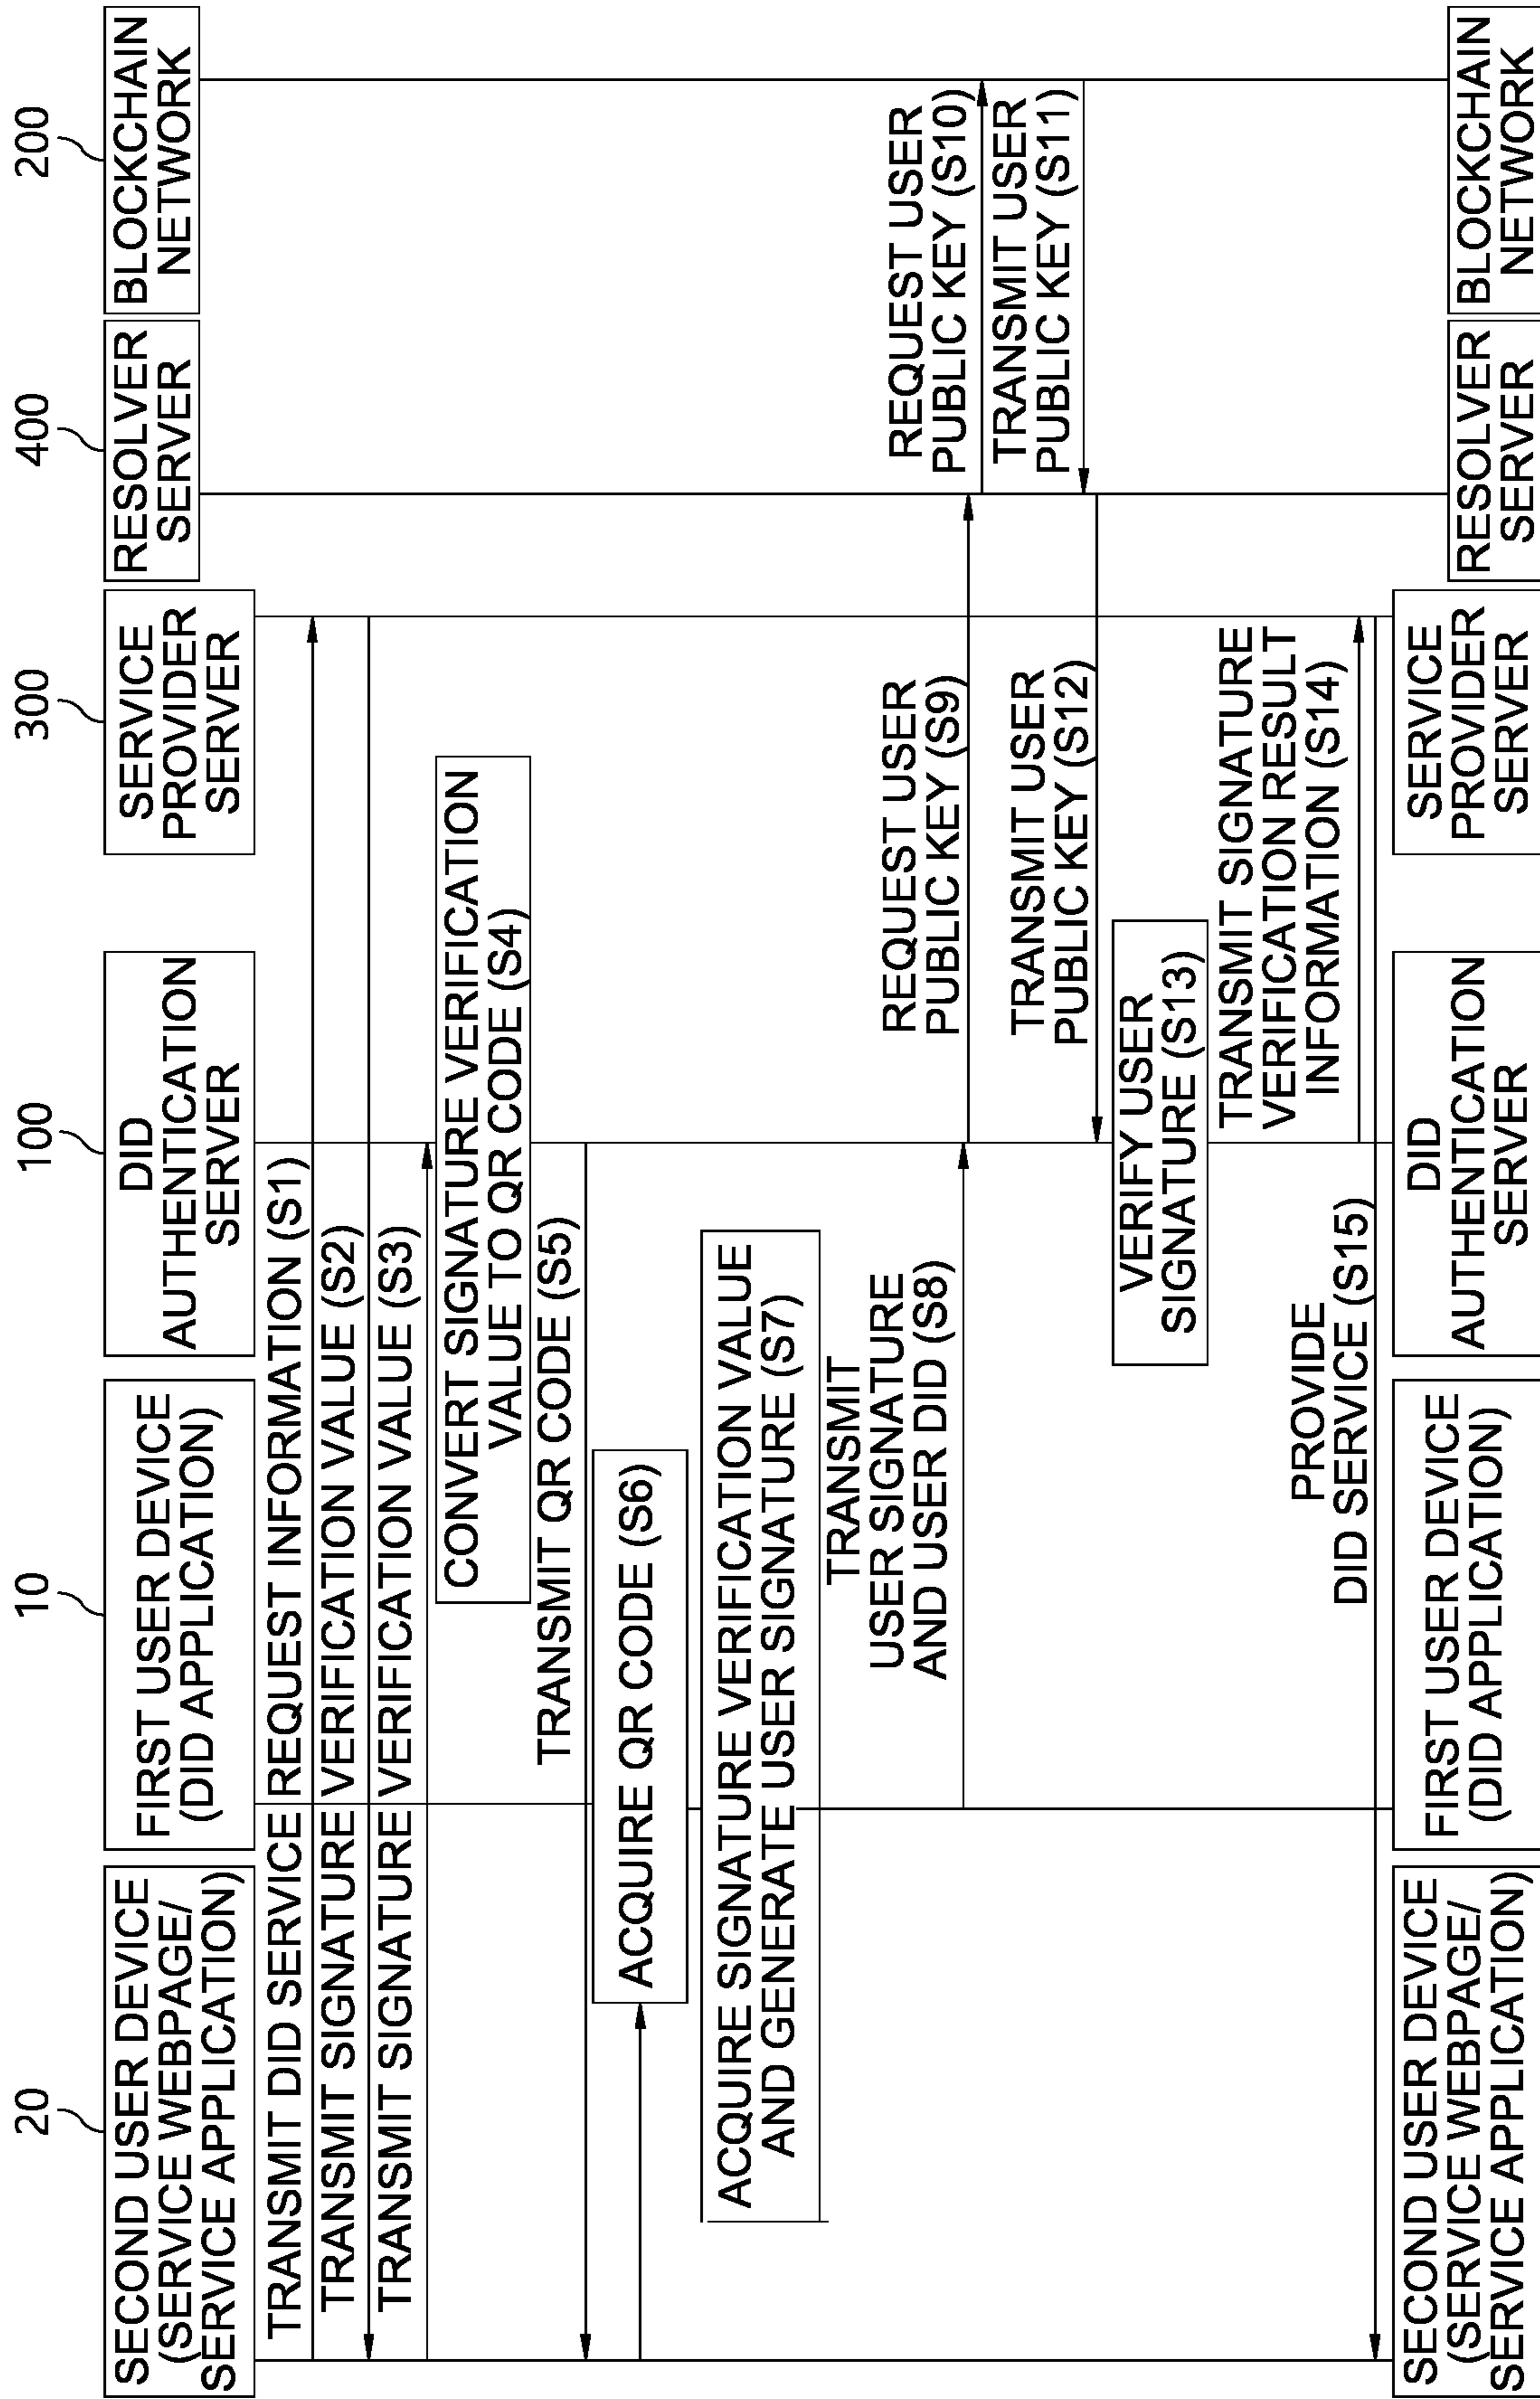 20
10
100
300
400
200
SECOND USER DEVICE
(SERVICE WEBPAGE/
SERVICE APPLICATION)
FIRST USER DEVICE
(DID APPLICATION)
DID
AUTHENTICATION
SERVER
SERVICE
PROVIDER
SERVER
RESOLVER
SERVER
BLOCKCHAIN
NETWORK
TRANSMIT DID SERVICE REQUEST INFORMATION (S1)
TRANSMIT SIGNATURE VERIFICATION VALUE (S2)
TRANSMIT SIGNATURE VERIFICATION VALUE (S3)
CONVERT SIGNATURE VERIFICATION
VALUE TO QR CODE (S4)
TRANSMIT QR CODE (S5)
ACQUIRE QR CODE (S6)
ACQUIRE SIGNATURE VERIFICATION VALUE
AND GENERATE USER SIGNATURE (S7)
TRANSMIT
USER SIGNATURE
AND USER DID (S8)
REQUEST USER
PUBLIC KEY (S9)
REQUEST USER
PUBLIC KEY (S10)
TRANSMIT USER
PUBLIC KEY (S11)
TRANSMIT USER
PUBLIC KEY (S12)
VERIFY USER
SIGNATURE (S13)
TRANSMIT SIGNATURE
VERIFICATION RESULT
INFORMATION (S14)
PROVIDE
DID SERVICE (S15)
SECOND USER DEVICE
(SERVICE WEBPAGE/
SERVICE APPLICATION)
FIRST USER DEVICE
(DID APPLICATION)
DID
AUTHENTICATION
SERVER
SERVICE
PROVIDER
SERVER
RESOLVER
SERVER
BLOCKCHAIN
NETWORK